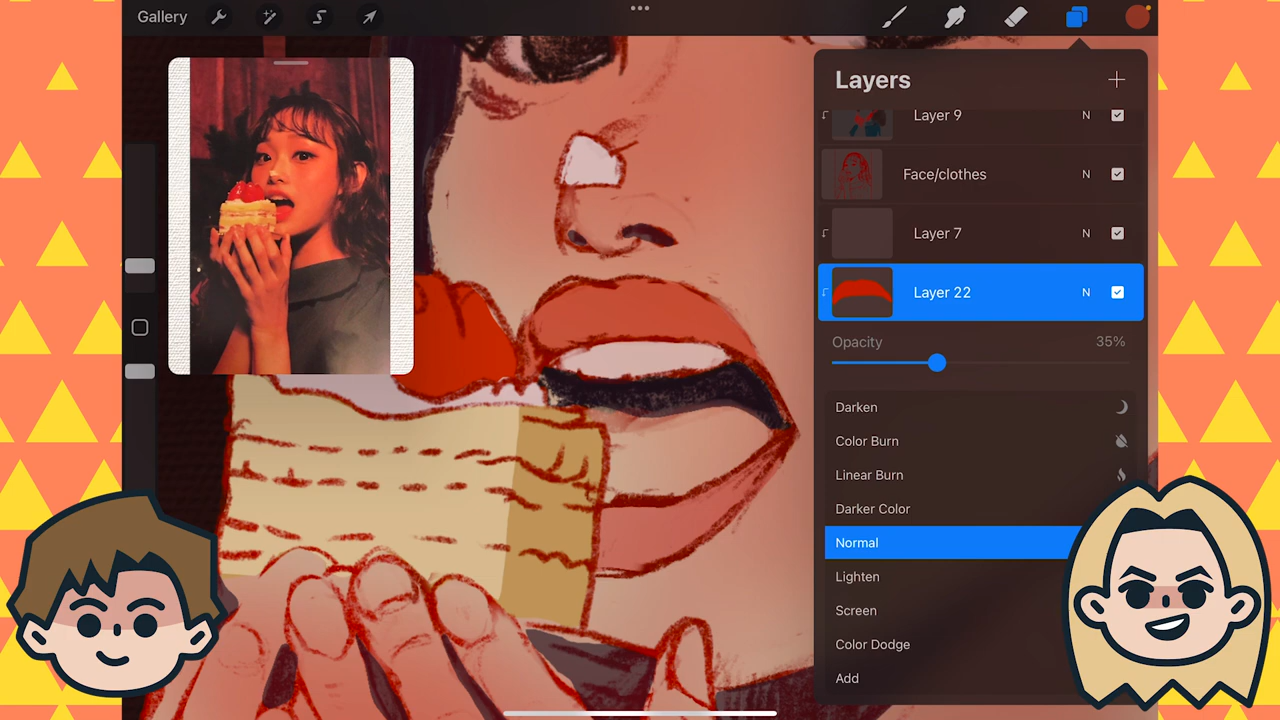 Gallery
Layers
Layer 9 N
Face/clothes N
Layer 7 N
Layer 22 N
Opacity 35%
Darken
Color Burn
Linear Burn
Darker Color
Normal
Lighten
Screen
Color Dodge
Add